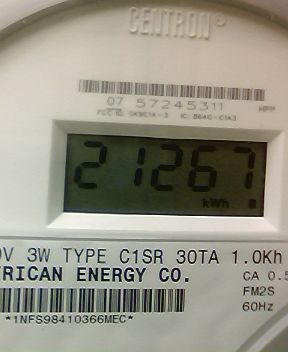 CENTRON
07 57245311
21267
kWh
V 3W TYPE C1SR 30TA 1.0Kh
ERICAN ENERGY CO.
CA 0.5
FM2S
60Hz
*1NFS98410366MEC*